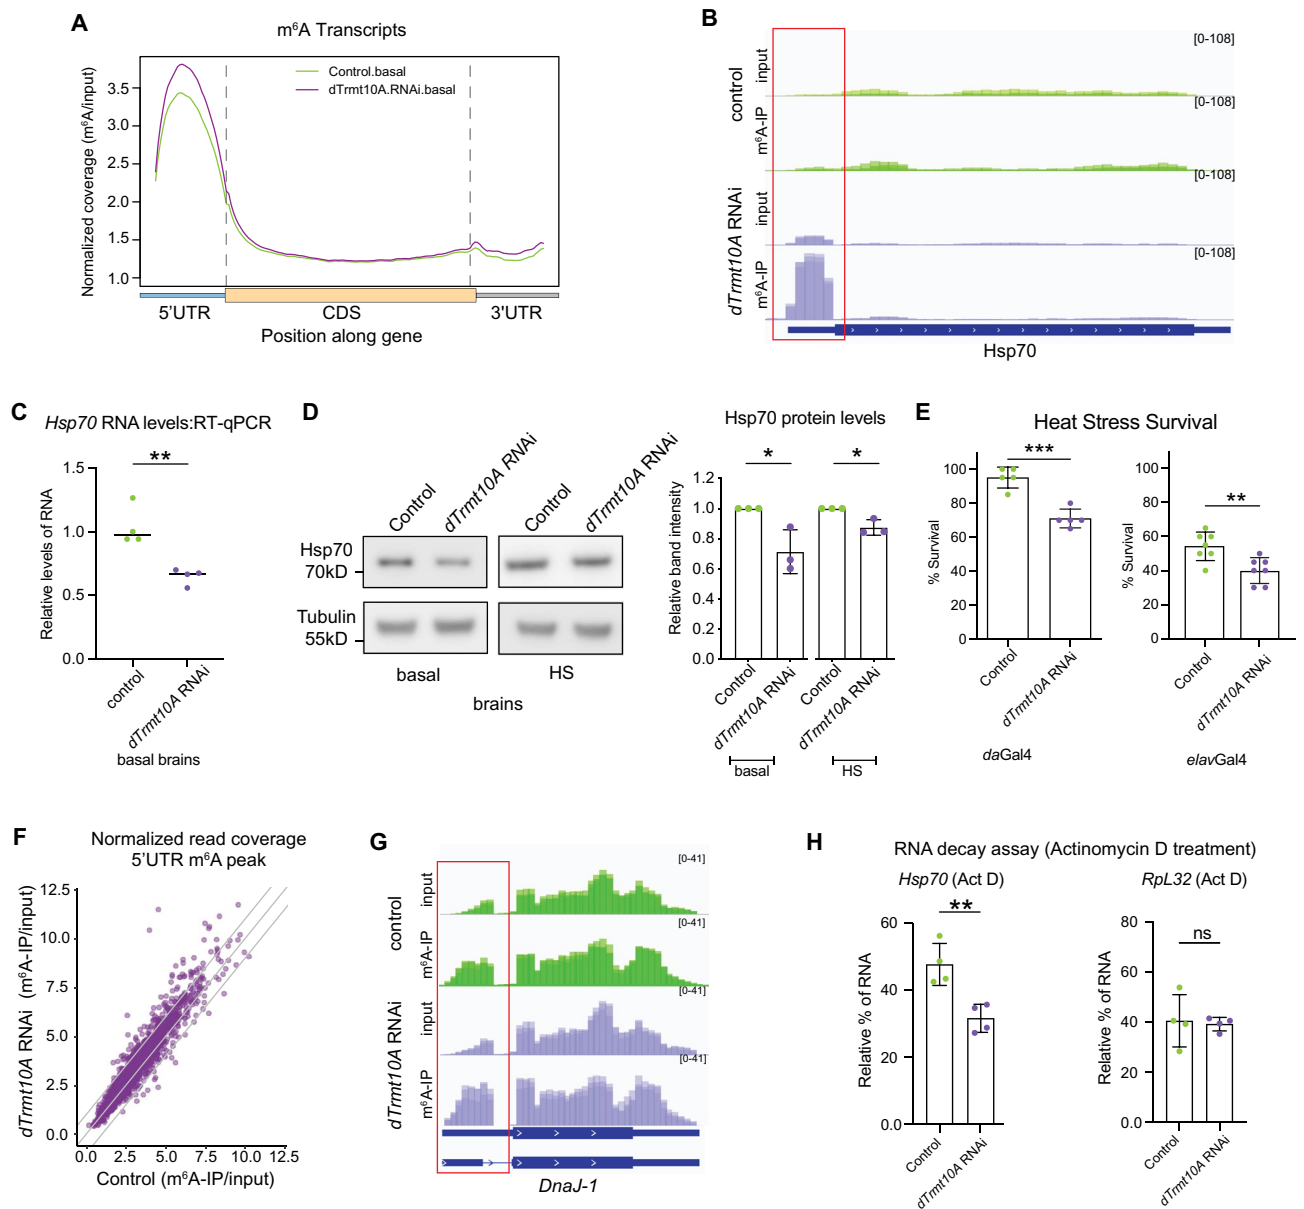 A
m⁶A Transcripts
Control.basal
dTrmt10A.RNAi.basal
Normalized coverage (m⁶A/input)
3.5
3.0
2.5
2.0
1.5
1.0
5'UTR
CDS
3'UTR
Position along gene
B
control
dTrmt10A RNAi
input
m⁶A-IP
input
m⁶A-IP
[0-108]
[0-108]
[0-108]
[0-108]
Hsp70
C
Hsp70 RNA levels:RT-qPCR
**
Relative levels of RNA
1.5
1.0
0.5
0.0
control
dTrmt10A RNAi
basal brains
D
Control
dTrmt10A RNAi
Control
dTrmt10A RNAi
Hsp70
70kD
Tubulin
55kD
basal
HS
brains
Hsp70 protein levels
*
*
Relative band intensity
1.2
1.0
0.8
0.6
0.4
0.2
0.0
Control
dTrmt10A RNAi
Control
dTrmt10A RNAi
basal
HS
E
Heat Stress Survival
***
% Survival
100
80
60
40
20
0
Control
dTrmt10A RNAi
daGal4
**
% Survival
100
80
60
40
20
0
Control
dTrmt10A RNAi
elavGal4
F
Normalized read coverage
5'UTR m⁶A peak
dTrmt10A RNAi (m⁶A-IP/input)
12.5
10.0
7.5
5.0
2.5
0.0
0.0
2.5
5.0
7.5
10.0
12.5
Control (m⁶A-IP/input)
G
control
dTrmt10A RNAi
input
m⁶A-IP
input
m⁶A-IP
[0-41]
[0-41]
[0-41]
[0-41]
DnaJ-1
H
RNA decay assay (Actinomycin D treatment)
Hsp70 (Act D)
**
Relative % of RNA
60
40
20
0.0
Control
dTrmt10A RNAi
RpL32 (Act D)
ns
Relative % of RNA
80
60
40
20
0.0
Control
dTrmt10A RNAi